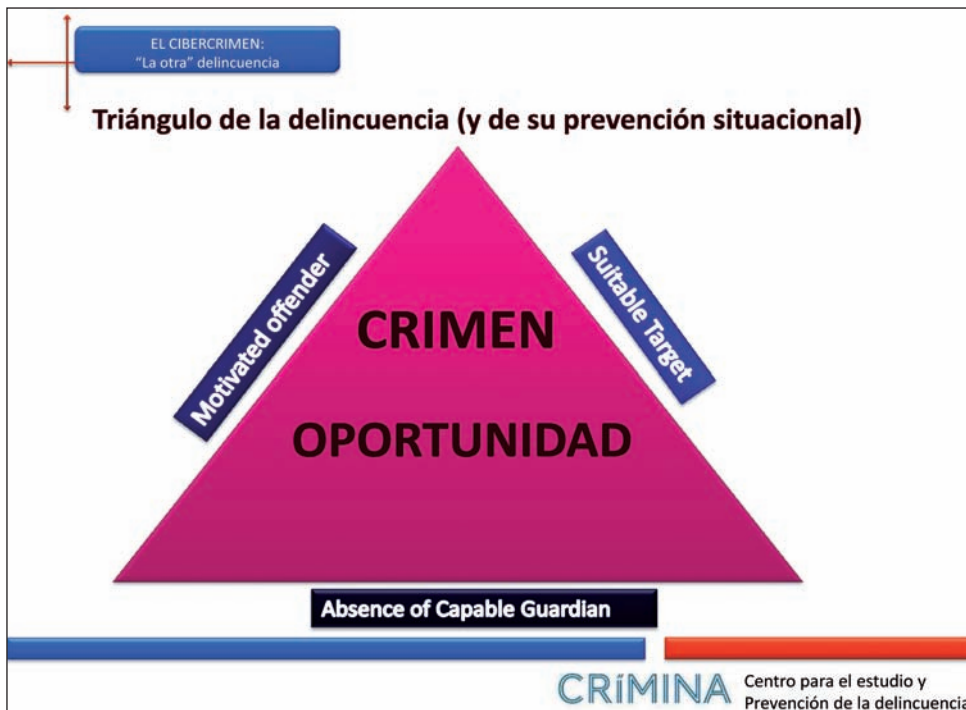 EL CIBERCRIMEN:
“La otra” delincuencia
Triángulo de la delincuencia (y de su prevención situacional)
Motivated offender
Suitable Target
CRIMEN
OPORTUNIDAD
Absence of Capable Guardian
CRíMINA
Centro para el estudio y
Prevención de la delincuencia